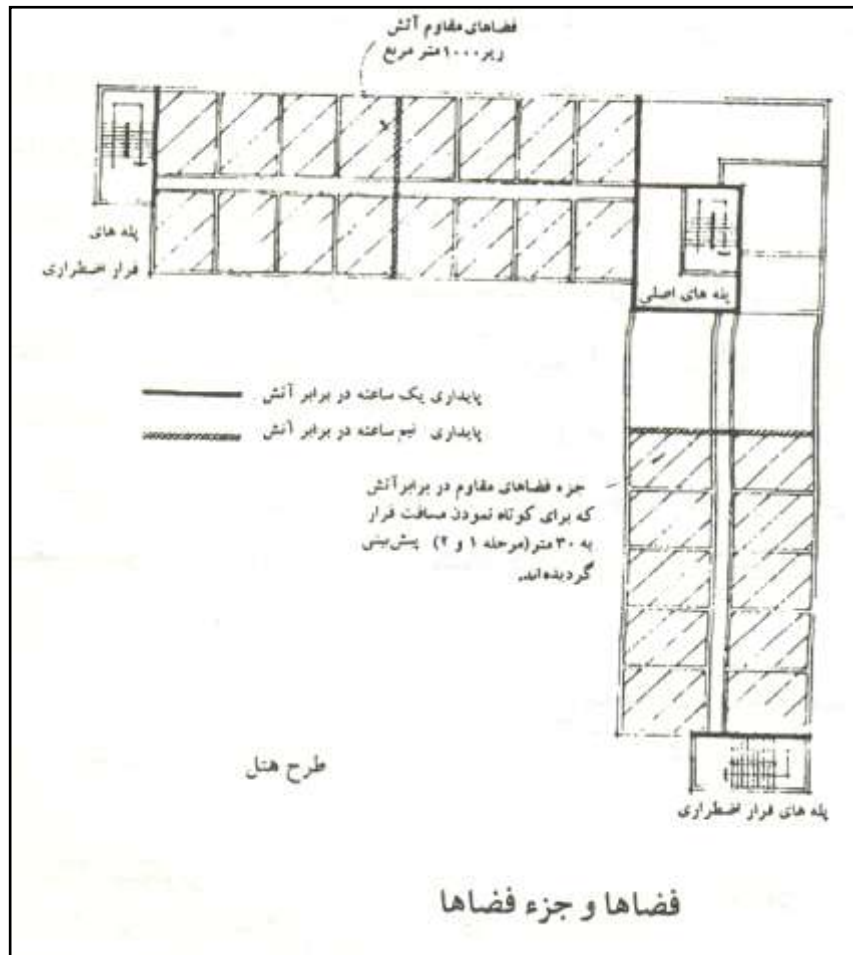 فضاهای مقاوم آتش
زیر ۱۰۰۰ متر مربع
پله های
فرار اضطراری
پله های اصلی
پایداری یک ساعته در برابر آتش
پایداری نیم ساعته در برابر آتش
جزء فضاهای مقاوم در برابر آتش
که برای کوتاه نمودن مسافت فرار
به ۳۰ متر (مرحله ۱ و ۲) پیش‌بینی
گردیده‌اند.
طرح هتل
پله های فرار اضطراری
فضاها و جزء فضاها